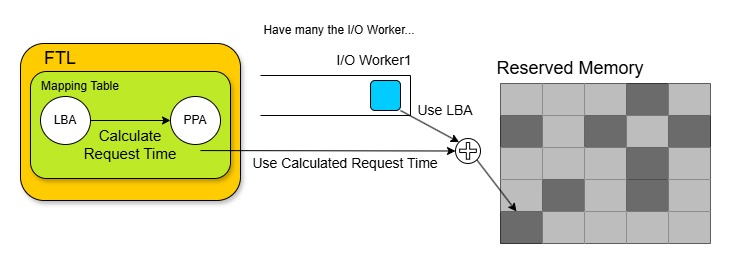 Have many the I/O Worker...
FTL
I/O Worker1
Reserved Memory
Mapping Table
LBA
PPA
Calculate
Request Time
Use LBA
Use Calculated Request Time